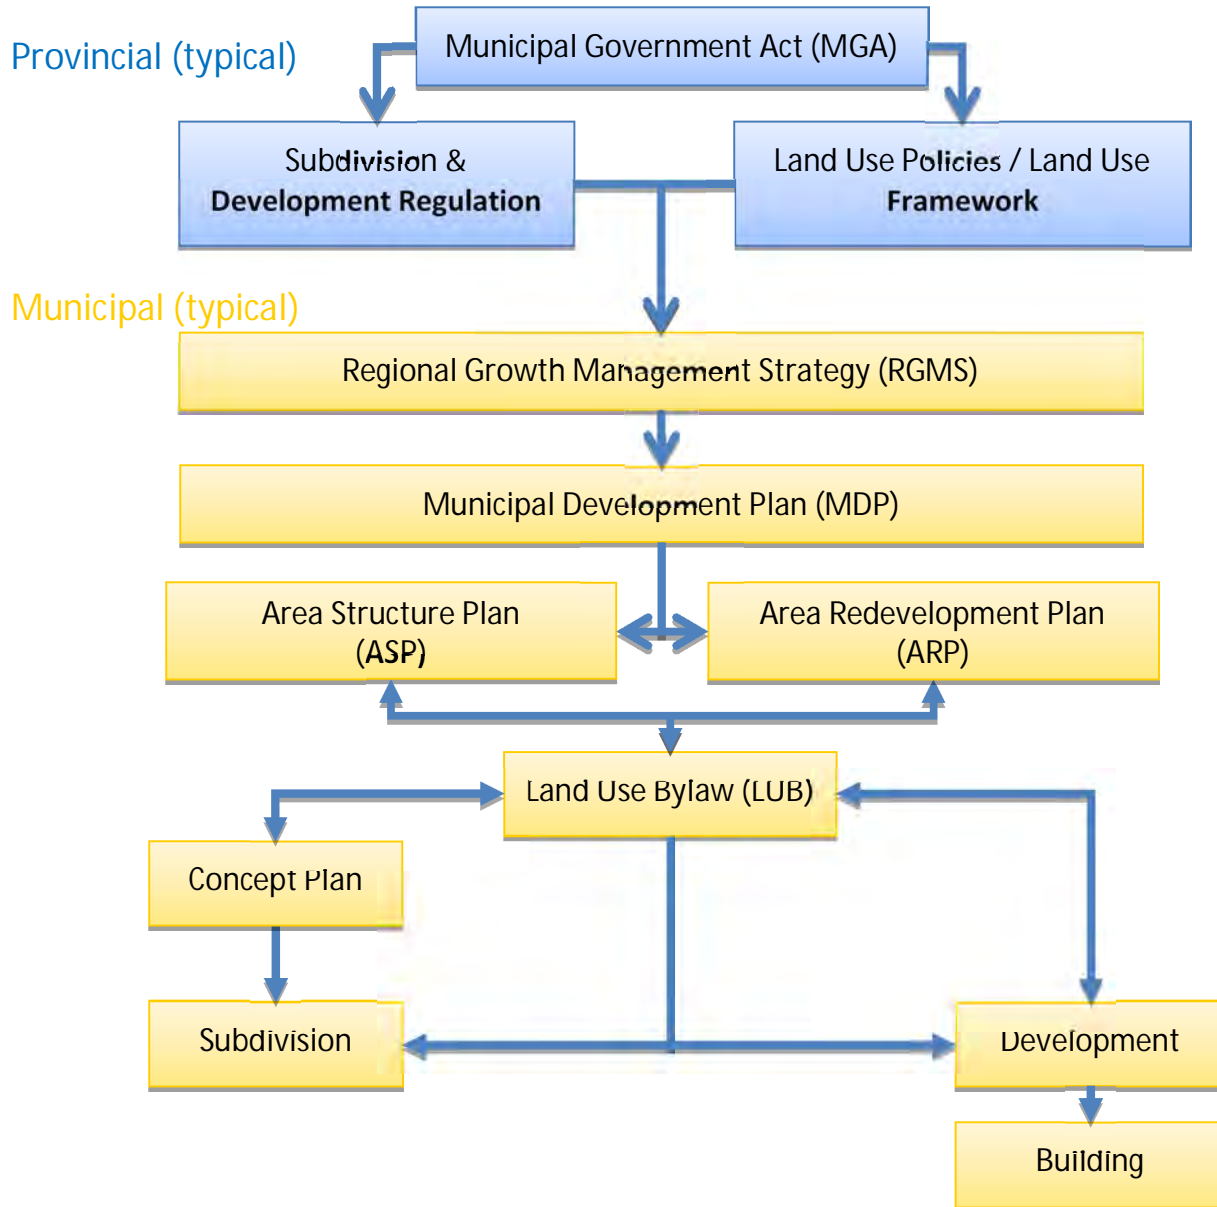 Provincial (typical)
Municipal Government Act (MGA)
Subdivision &
Development Regulation
Land Use Policies / Land Use
Framework
Municipal (typical)
Regional Growth Management Strategy (RGMS)
Municipal Development Plan (MDP)
Area Structure Plan
(ASP)
Area Redevelopment Plan
(ARP)
Land Use Bylaw (LUB)
Concept Plan
Subdivision
Development
Building